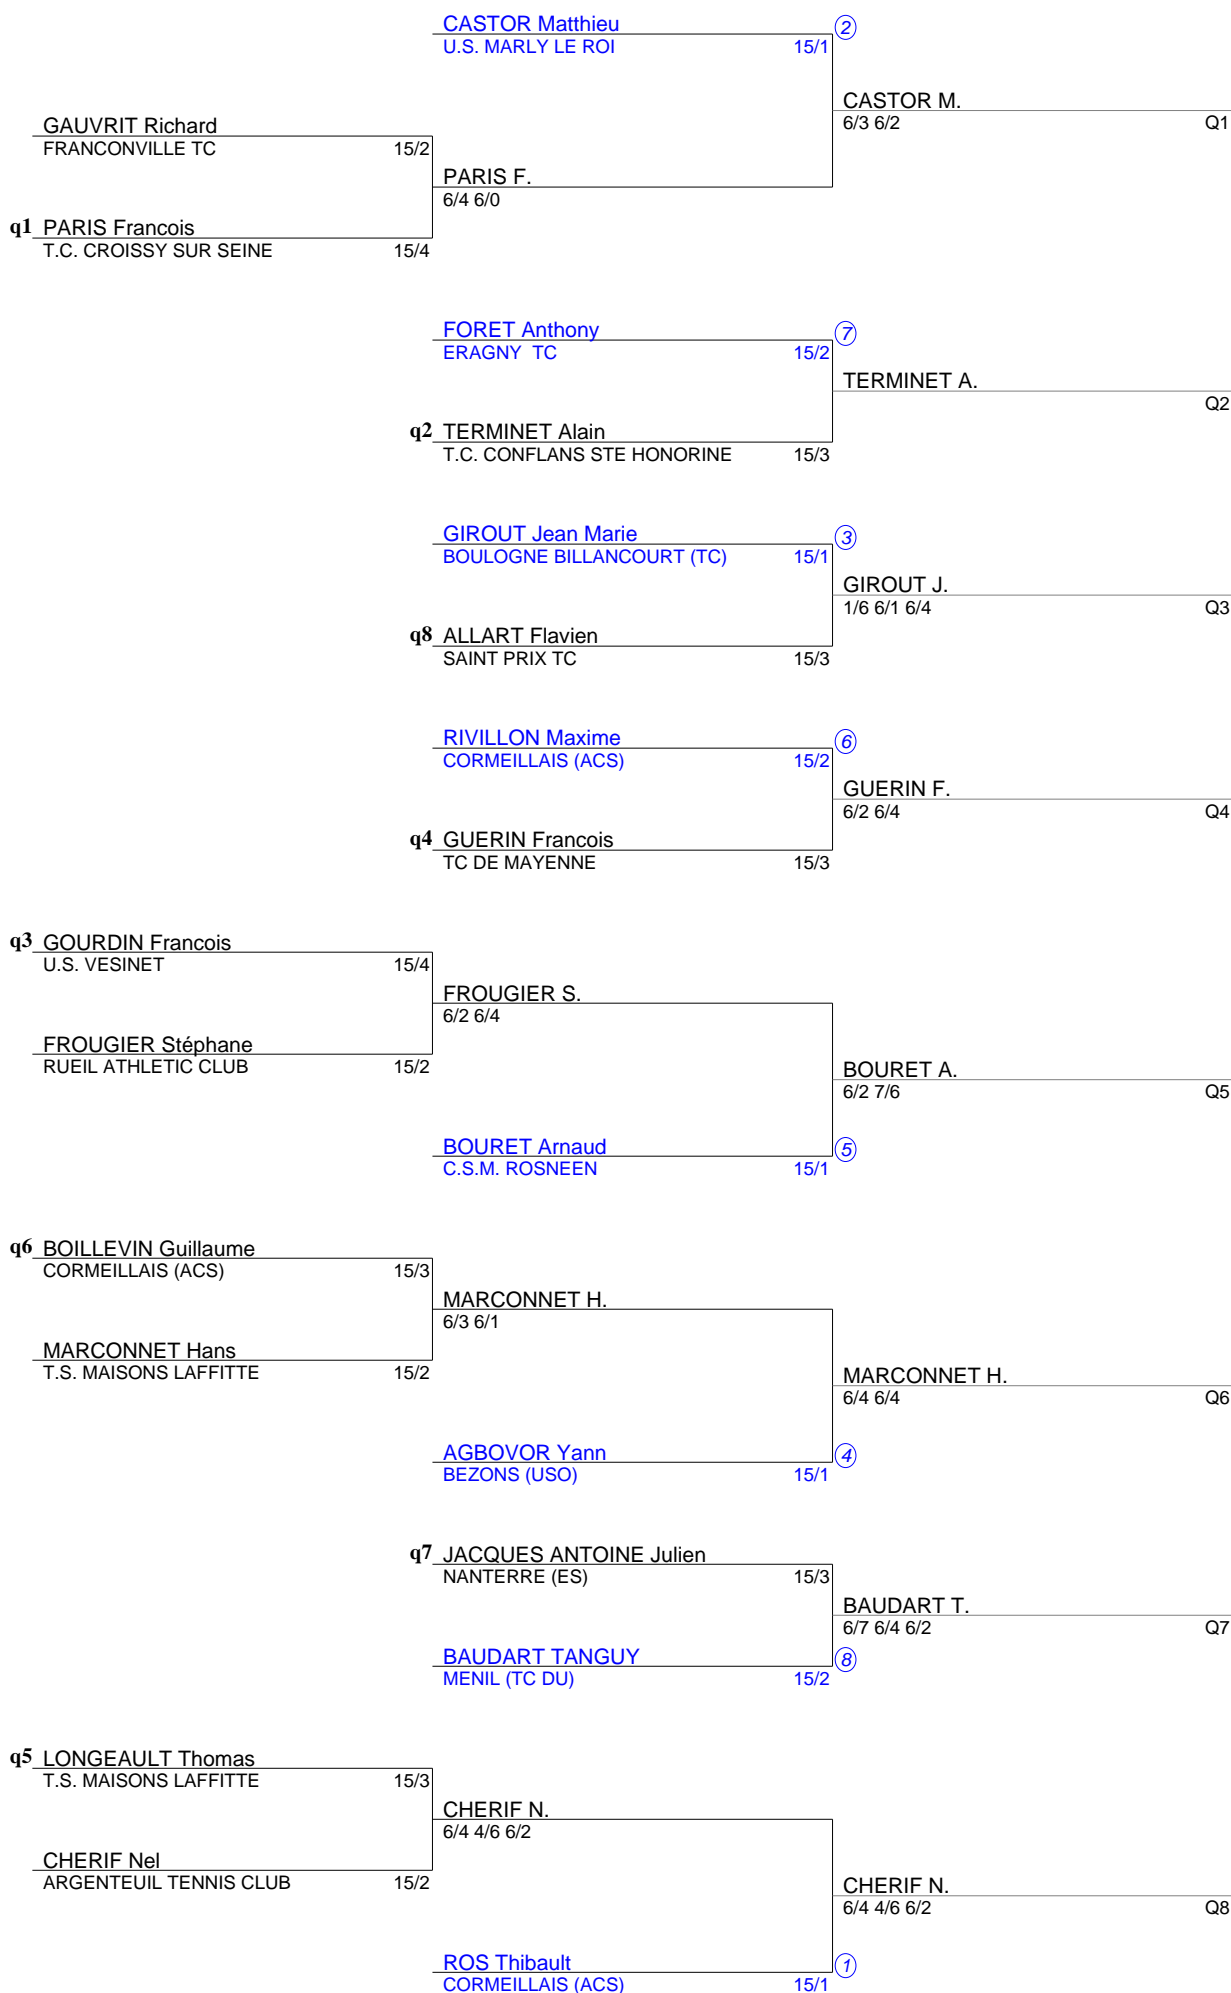 CASTOR Matthieu 2
U.S. MARLY LE ROI 15/1
CASTOR M.
6/3 6/2 Q1
GAUVRIT Richard
FRANCONVILLE TC 15/2
PARIS F.
6/4 6/0
q1 PARIS Francois
T.C. CROISSY SUR SEINE 15/4
FORET Anthony 7
ERAGNY TC 15/2
TERMINET A.
Q2
q2 TERMINET Alain
T.C. CONFLANS STE HONORINE 15/3
GIROUT Jean Marie 3
BOULOGNE BILLANCOURT (TC) 15/1
GIROUT J.
1/6 6/1 6/4 Q3
q8 ALLART Flavien
SAINT PRIX TC 15/3
RIVILLON Maxime 6
CORMEILLAIS (ACS) 15/2
GUERIN F.
6/2 6/4 Q4
q4 GUERIN Francois
TC DE MAYENNE 15/3
q3 GOURDIN Francois
U.S. VESINET 15/4
FROUGIER S.
6/2 6/4
FROUGIER Stéphane
RUEIL ATHLETIC CLUB 15/2
BOURET A.
6/2 7/6 Q5
BOURET Arnaud 5
C.S.M. ROSNEEN 15/1
q6 BOILLEVIN Guillaume
CORMEILLAIS (ACS) 15/3
MARCONNET H.
6/3 6/1
MARCONNET Hans
T.S. MAISONS LAFFITTE 15/2
MARCONNET H.
6/4 6/4 Q6
AGBOVOR Yann 4
BEZONS (USO) 15/1
q7 JACQUES ANTOINE Julien
NANTERRE (ES) 15/3
BAUDART T.
6/7 6/4 6/2 Q7
BAUDART TANGUY 8
MENIL (TC DU) 15/2
q5 LONGEAULT Thomas
T.S. MAISONS LAFFITTE 15/3
CHERIF N.
6/4 4/6 6/2
CHERIF Nel
ARGENTEUIL TENNIS CLUB 15/2
CHERIF N.
6/4 4/6 6/2 Q8
ROS Thibault 1
CORMEILLAIS (ACS) 15/1